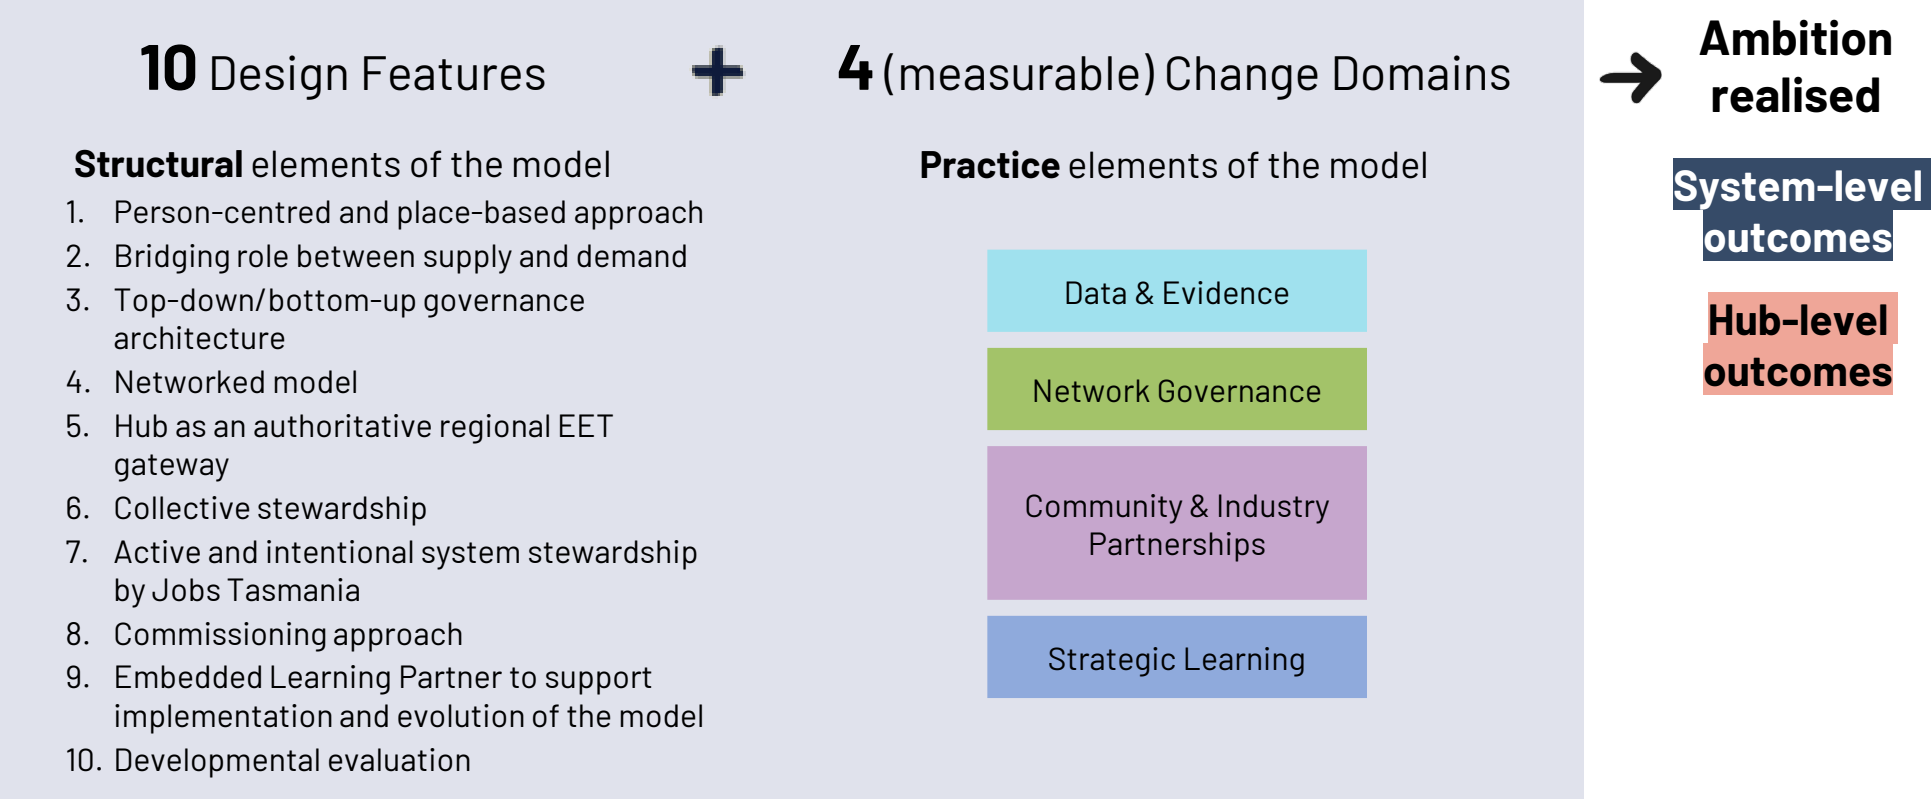 10 Design Features
4 (measurable) Change Domains
Ambition
realised
Structural elements of the model
1. Person-centred and place-based approach
2. Bridging role between supply and demand
3. Top-down/bottom-up governance
architecture
4. Networked model
5. Hub as an authoritative regional EET
gateway
6. Collective stewardship
7. Active and intentional system stewardship
by Jobs Tasmania
8. Commissioning approach
9. Embedded Learning Partner to support
implementation and evolution of the model
10. Developmental evaluation
Practice elements of the model
Data & Evidence
Network Governance
Community & Industry
Partnerships
Strategic Learning
System-level
outcomes
Hub-level
outcomes